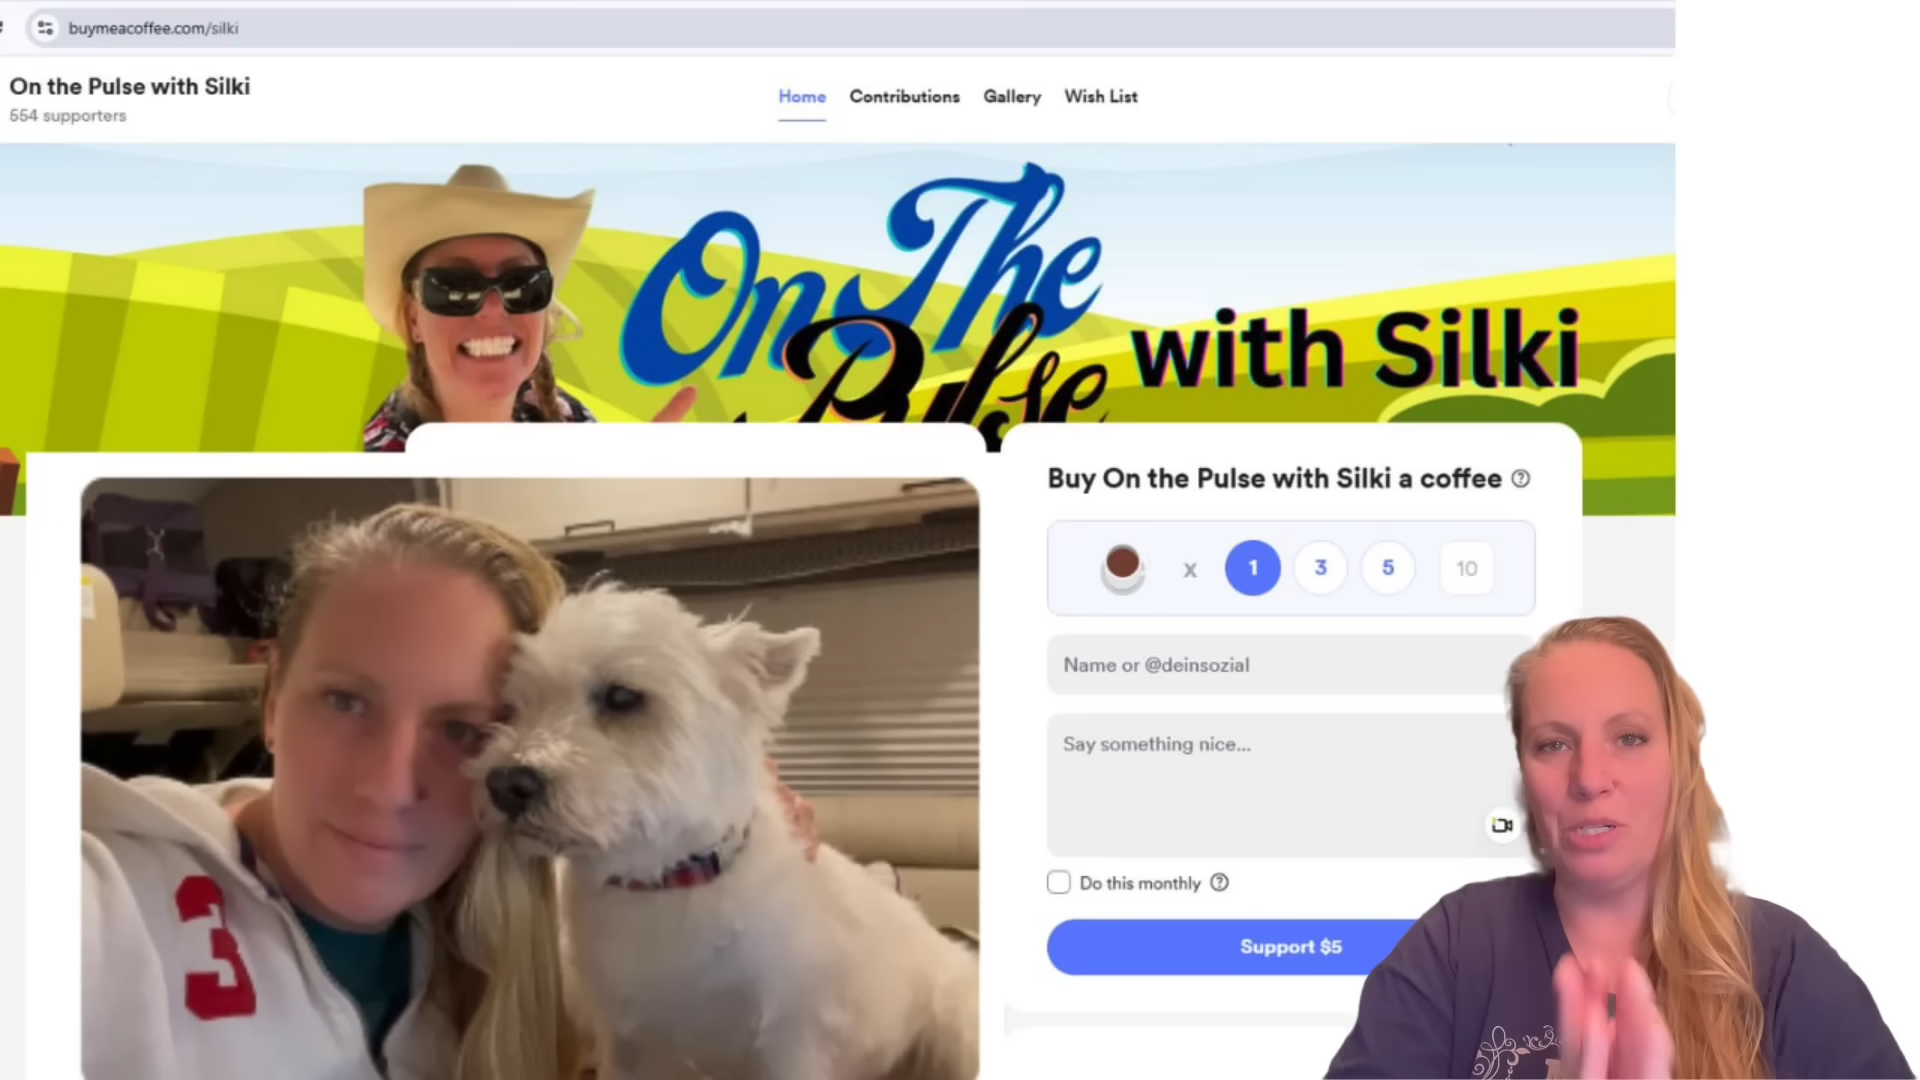 buymeacoffee.com/silki
On the Pulse with Silki
554 supporters
Home Contributions Gallery Wish List
On The
Pulse
with Silki
Buy On the Pulse with Silki a coffee
x 1 3 5 10
Name or @deinsozial
Say something nice...
Do this monthly
Support $5
3